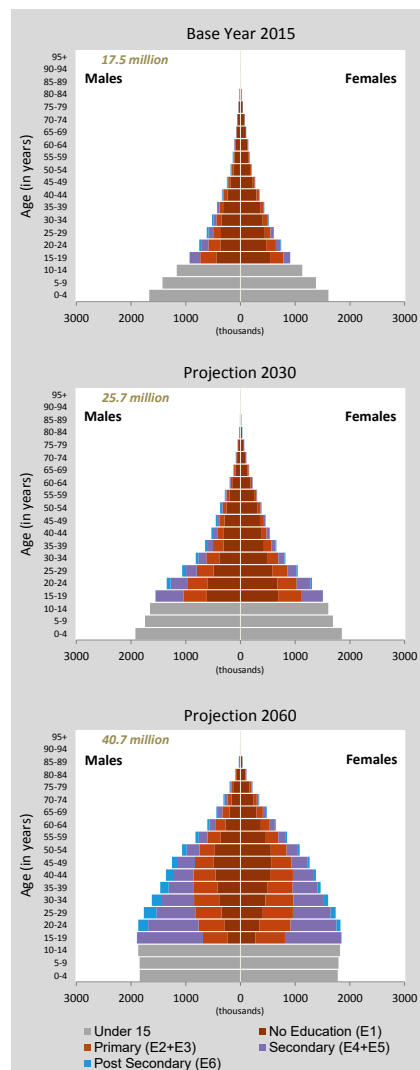 Base Year 2015
17.5 million
Males
Females
Age (in years)
95+
90-94
85-89
80-84
75-79
70-74
65-69
60-64
55-59
50-54
45-49
40-44
35-39
30-34
25-29
20-24
15-19
10-14
5-9
0-4
3000 2000 1000 0 1000 2000 3000
(thousands)
Projection 2030
25.7 million
Males
Females
Age (in years)
95+
90-94
85-89
80-84
75-79
70-74
65-69
60-64
55-59
50-54
45-49
40-44
35-39
30-34
25-29
20-24
15-19
10-14
5-9
0-4
3000 2000 1000 0 1000 2000 3000
(thousands)
Projection 2060
40.7 million
Males
Females
Age (in years)
95+
90-94
85-89
80-84
75-79
70-74
65-69
60-64
55-59
50-54
45-49
40-44
35-39
30-34
25-29
20-24
15-19
10-14
5-9
0-4
3000 2000 1000 0 1000 2000 3000
(thousands)
Under 15 No Education (E1)
Primary (E2+E3) Secondary (E4+E5)
Post Secondary (E6)